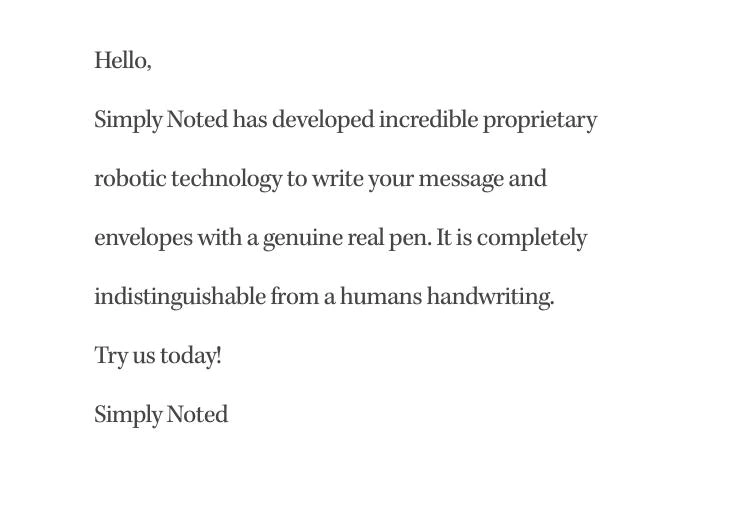 Hello,
Simply Noted has developed incredible proprietary
robotic technology to write your message and
envelopes with a genuine real pen. It is completely
indistinguishable from a humans handwriting.
Try us today!
Simply Noted